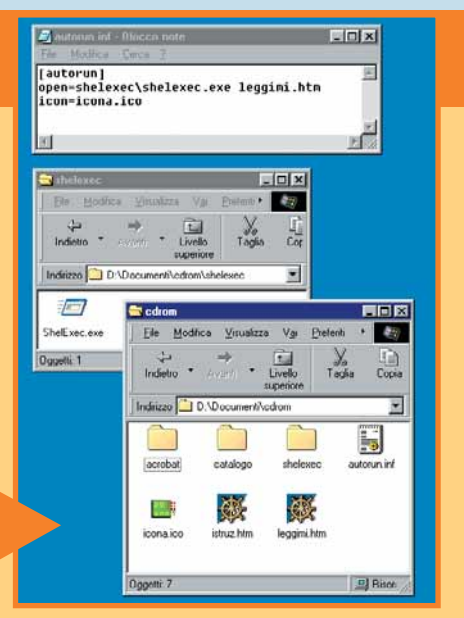 autorun.inf - Blocco note
File Modifica Cerca ?
[autorun]
open=shelexec\shelexec.exe leggimi.htm
icon=icona.ico
shelexec
File Modifica Visualizza Vai Preferiti
Indietro Avanti Livello superiore Taglia Cop
Indirizzo D:\Documenti\cdrom\shelexec
ShelExec.exe
Oggetti: 1
cdrom
File Modifica Visualizza Vai Preferiti
Indietro Avanti Livello superiore Taglia Copia
Indirizzo D:\Documenti\cdrom
acrobat catalogo shelexec autorun.inf
icona.ico istruz.htm leggimi.htm
Oggetti: 7 Risor